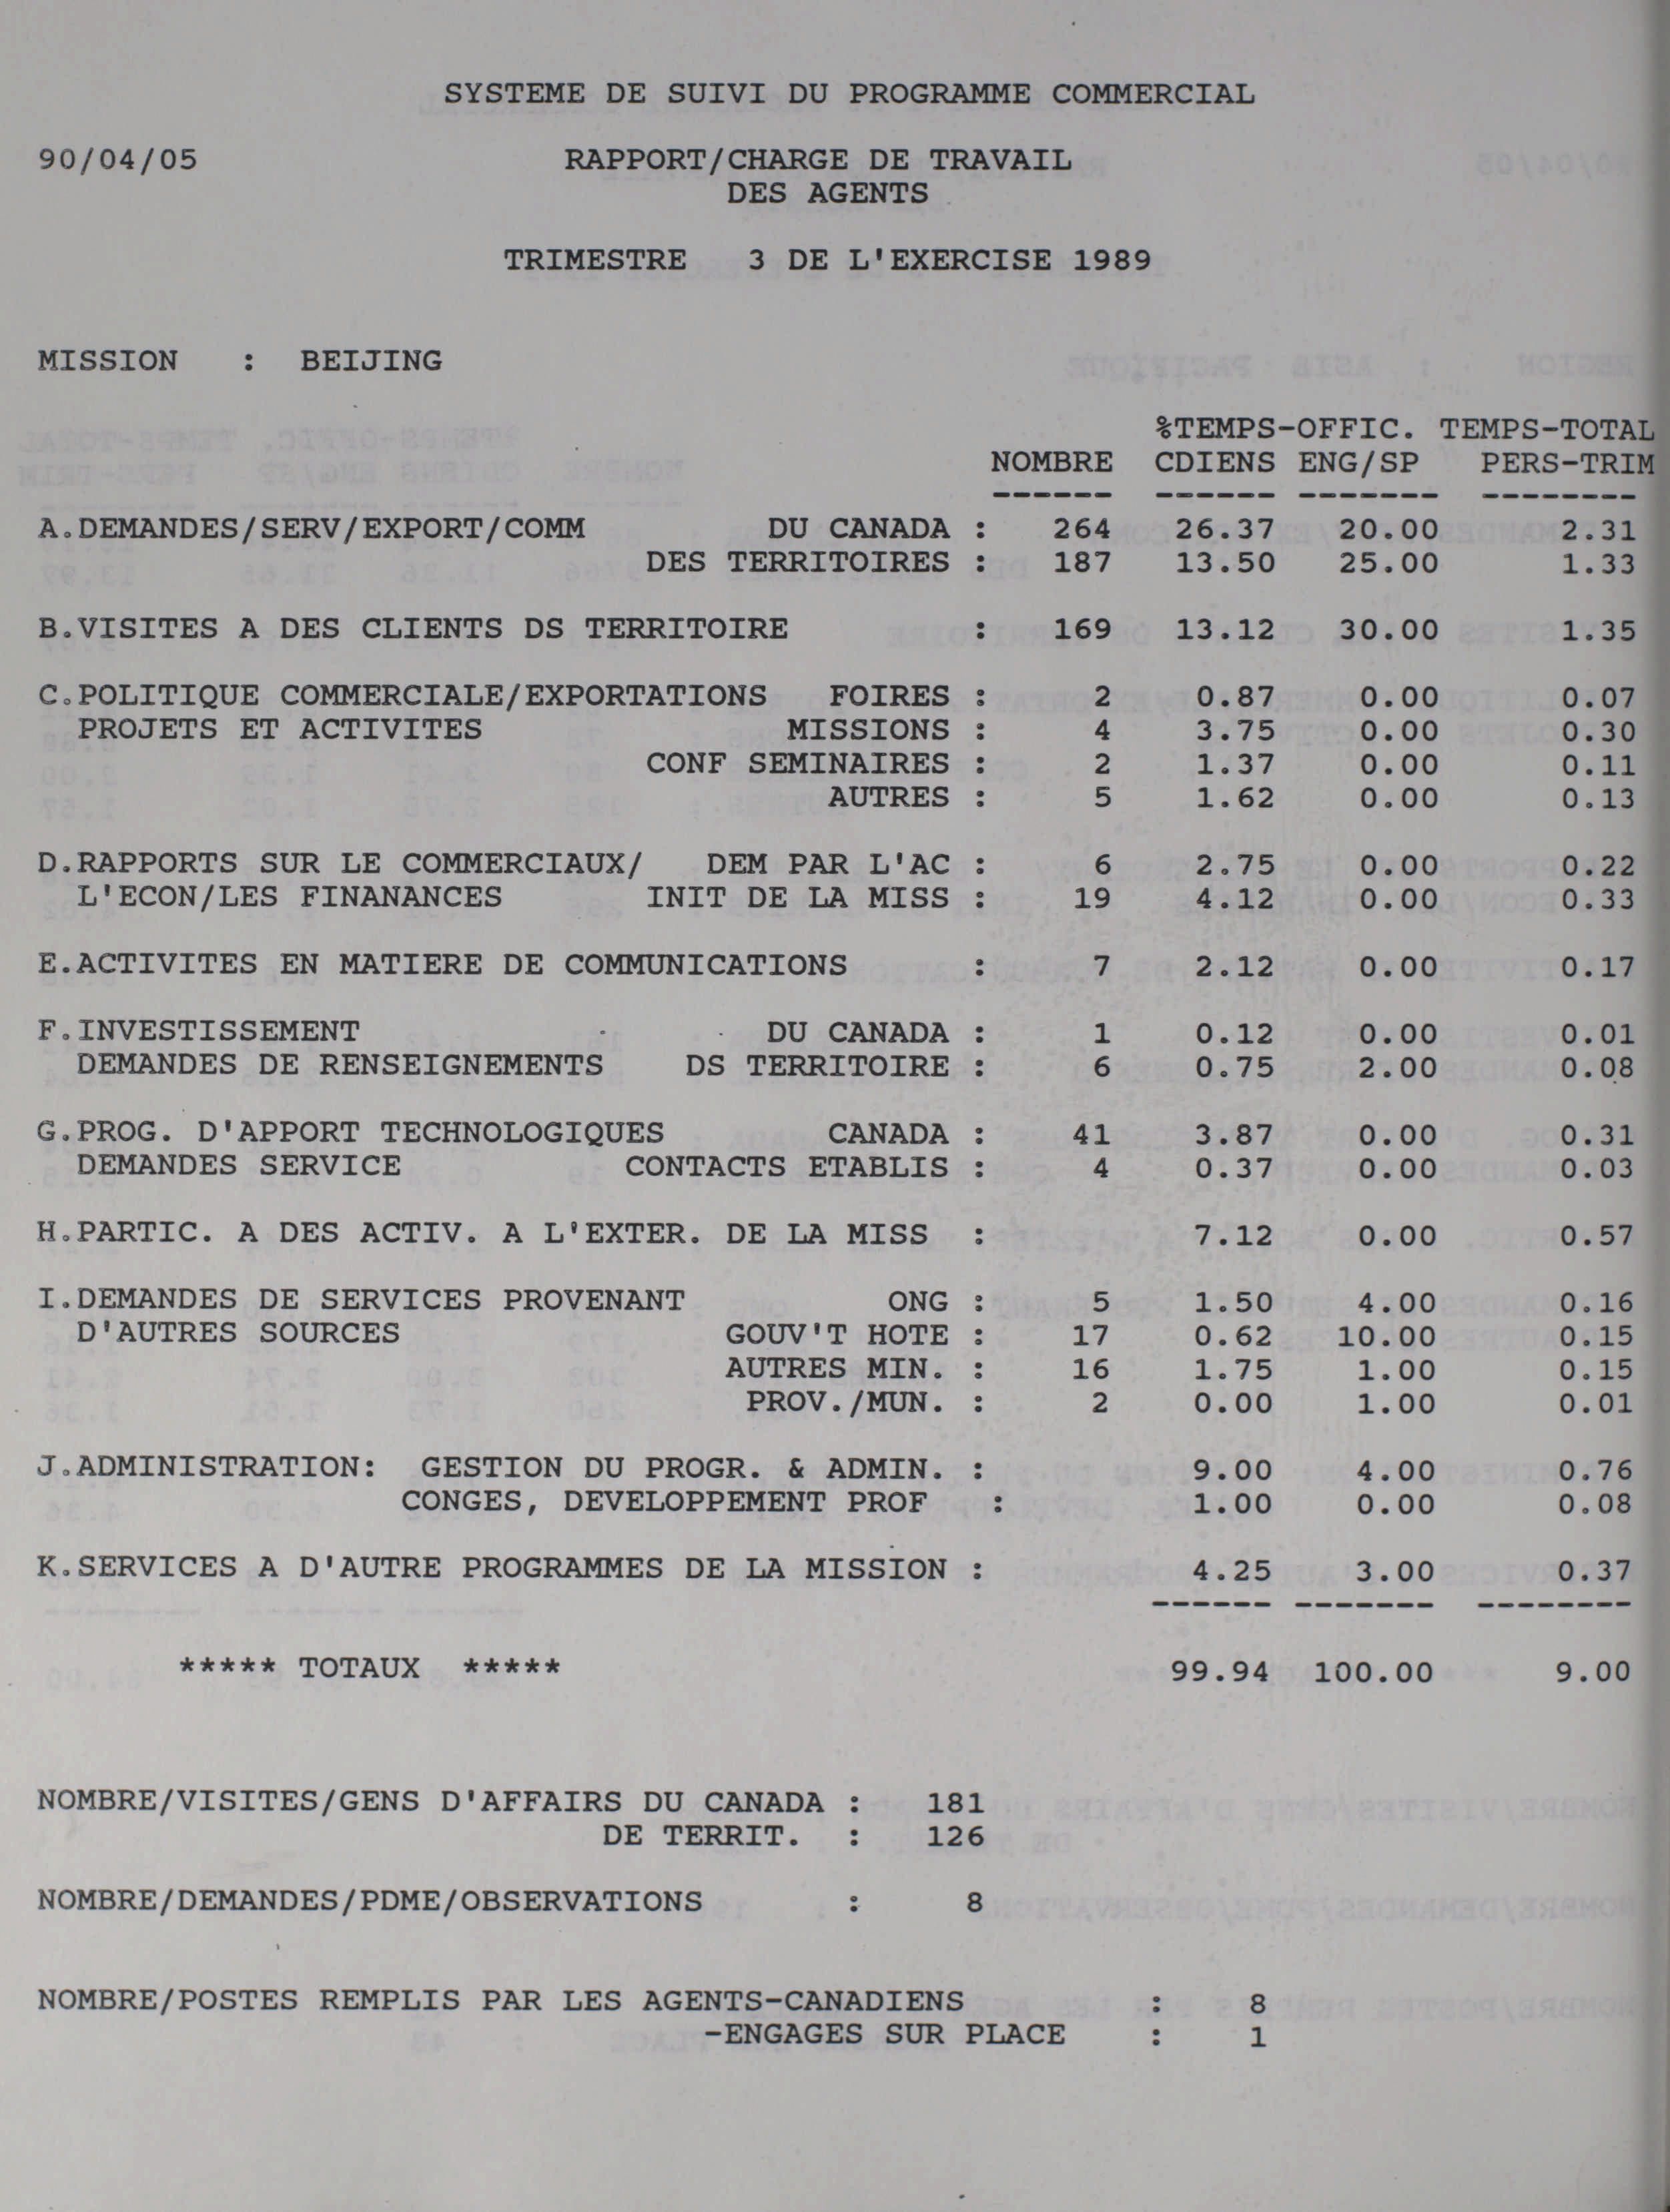 SYSTEME DE SUIVI DU PROGRAMME COMMERCIAL
90/04/05 RAPPORT/CHARGE DE TRAVAIL
DES AGENTS
TRIMESTRE 3 DE L'EXERCISE 1989
MISSION : BEIJING
%TEMPS-OFFIC. TEMPS-TOTAL
NOMBRE CDIENS ENG/SP PERS-TRIM
------ ------ ------- --------
A.DEMANDES/SERV/EXPORT/COMM DU CANADA : 264 26.37 20.00 2.31
DES TERRITOIRES : 187 13.50 25.00 1.33
B.VISITES A DES CLIENTS DS TERRITOIRE : 169 13.12 30.00 1.35
C.POLITIQUE COMMERCIALE/EXPORTATIONS FOIRES : 2 0.87 0.00 0.07
PROJETS ET ACTIVITES MISSIONS : 4 3.75 0.00 0.30
CONF SEMINAIRES : 2 1.37 0.00 0.11
AUTRES : 5 1.62 0.00 0.13
D.RAPPORTS SUR LE COMMERCIAUX/ DEM PAR L'AC : 6 2.75 0.00 0.22
L'ECON/LES FINANANCES INIT DE LA MISS : 19 4.12 0.00 0.33
E.ACTIVITES EN MATIERE DE COMMUNICATIONS : 7 2.12 0.00 0.17
F.INVESTISSEMENT DU CANADA : 1 0.12 0.00 0.01
DEMANDES DE RENSEIGNEMENTS DS TERRITOIRE : 6 0.75 2.00 0.08
G.PROG. D'APPORT TECHNOLOGIQUES CANADA : 41 3.87 0.00 0.31
DEMANDES SERVICE CONTACTS ETABLIS : 4 0.37 0.00 0.03
H.PARTIC. A DES ACTIV. A L'EXTER. DE LA MISS : 7.12 0.00 0.57
I.DEMANDES DE SERVICES PROVENANT ONG : 5 1.50 4.00 0.16
D'AUTRES SOURCES GOUV'T HOTE : 17 0.62 10.00 0.15
AUTRES MIN. : 16 1.75 1.00 0.15
PROV./MUN. : 2 0.00 1.00 0.01
J.ADMINISTRATION: GESTION DU PROGR. & ADMIN. : 9.00 4.00 0.76
CONGES, DEVELOPPEMENT PROF : 1.00 0.00 0.08
K.SERVICES A D'AUTRE PROGRAMMES DE LA MISSION : 4.25 3.00 0.37
------ ------- --------
***** TOTAUX ***** 99.94 100.00 9.00
NOMBRE/VISITES/GENS D'AFFAIRS DU CANADA : 181
DE TERRIT. : 126
NOMBRE/DEMANDES/PDME/OBSERVATIONS : 8
NOMBRE/POSTES REMPLIS PAR LES AGENTS-CANADIENS : 8
-ENGAGES SUR PLACE : 1